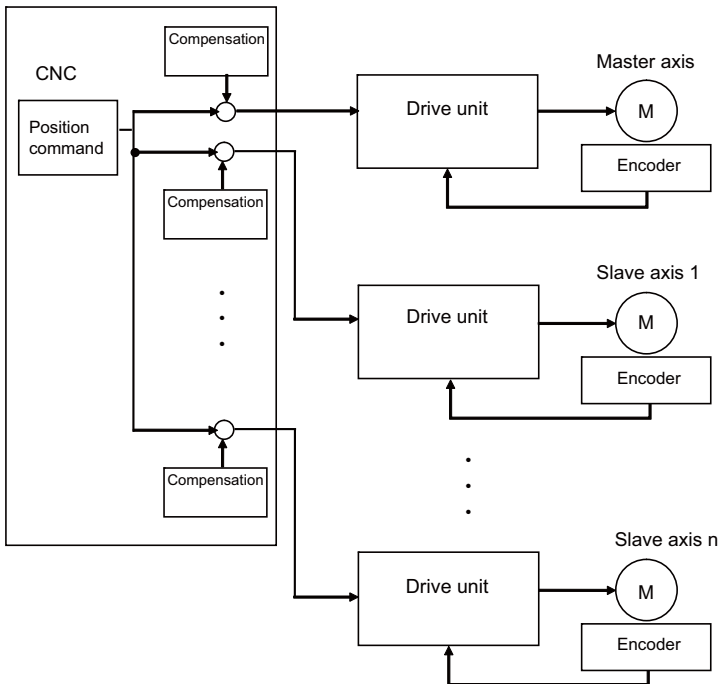 Compensation
CNC
Position
command
Compensation
Compensation
Drive unit
Master axis
M
Encoder
Drive unit
Slave axis 1
M
Encoder
Drive unit
Slave axis n
M
Encoder